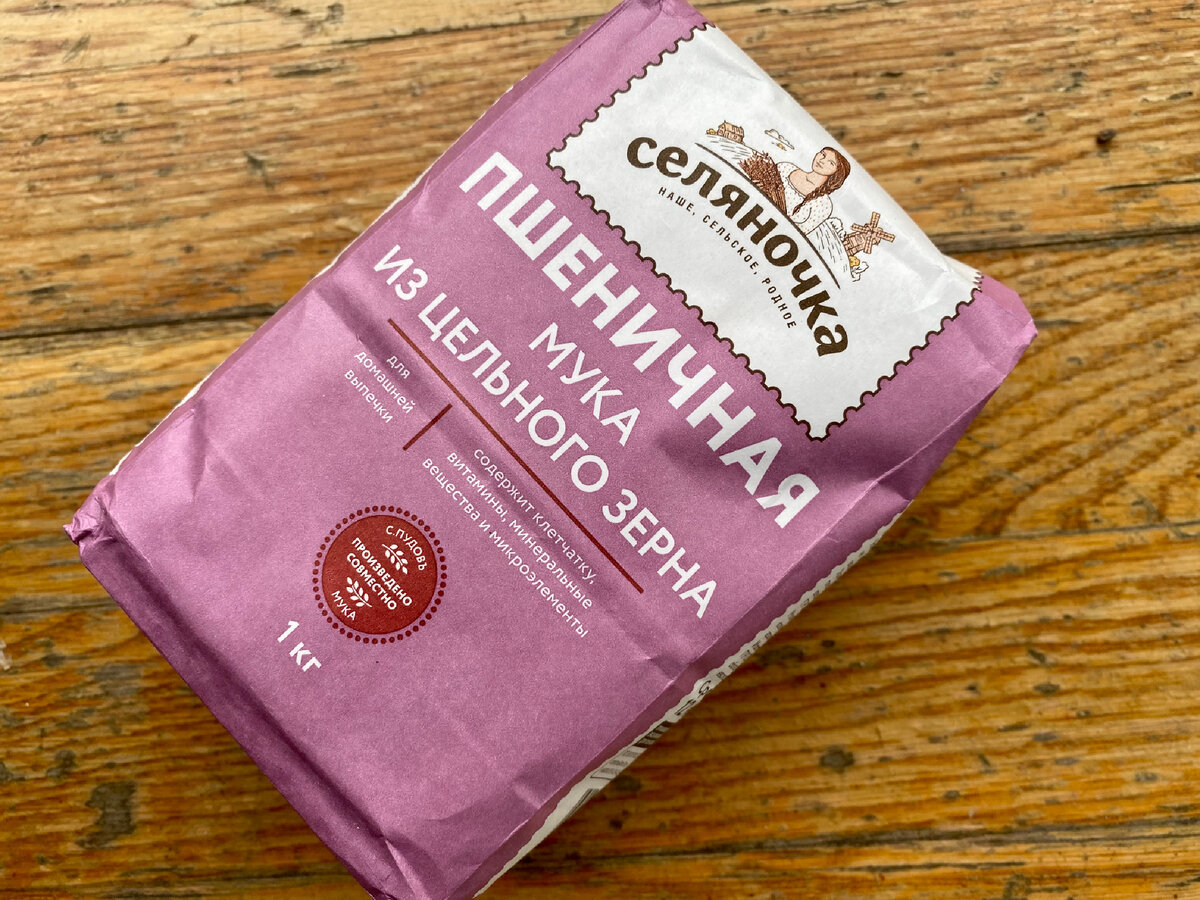 селяночка
НАШЕ, СЕЛЬСКОЕ, РОДНОЕ
ПШЕНИЧНАЯ
МУКА
ИЗ ЦЕЛЬНОГО ЗЕРНА
для
домашней
выпечки
содержит клетчатку,
витамины, минеральные
вещества и микроэлементы
С.ПУДОВЪ
ПРОИЗВЕДЕНО
СОВМЕСТНО
МУКА
1 кг